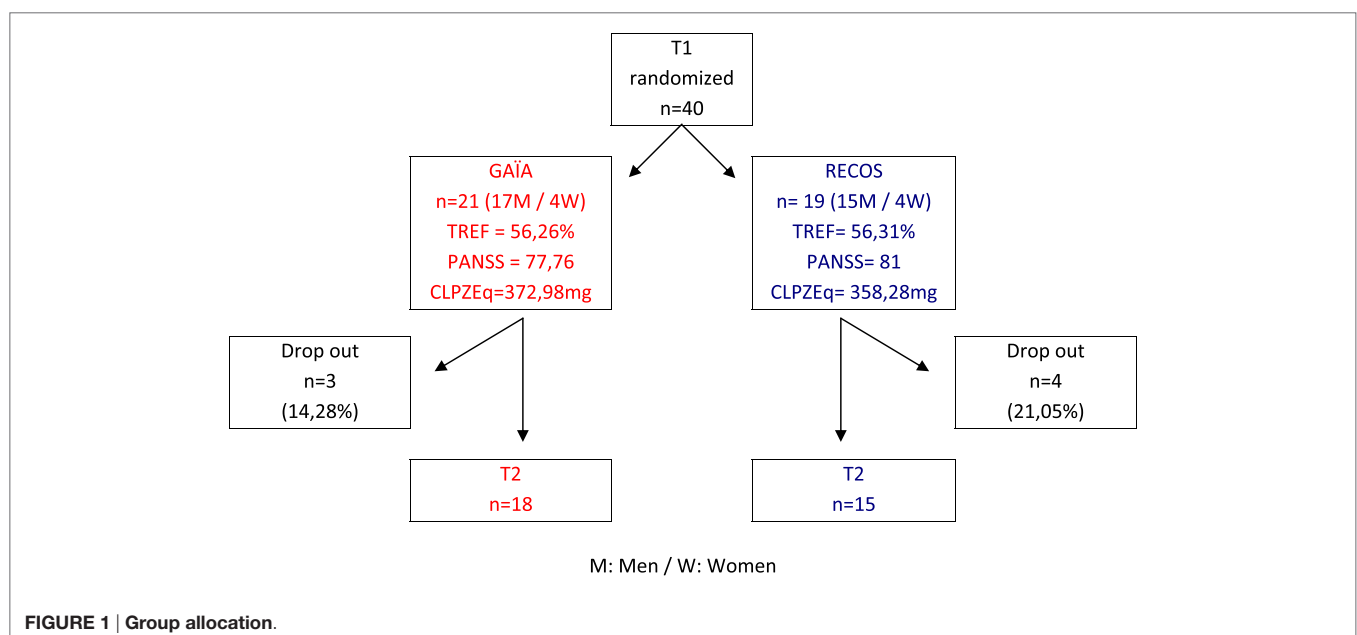 T1
randomized
n=40
GAÏA
n=21 (17M / 4W)
TREF = 56,26%
PANSS = 77,76
CLPZEq=372,98mg
RECOS
n= 19 (15M / 4W)
TREF= 56,31%
PANSS= 81
CLPZEq= 358,28mg
Drop out
n=3
(14,28%)
Drop out
n=4
(21,05%)
T2
n=18
T2
n=15
M: Men / W: Women
FIGURE 1 | Group allocation.